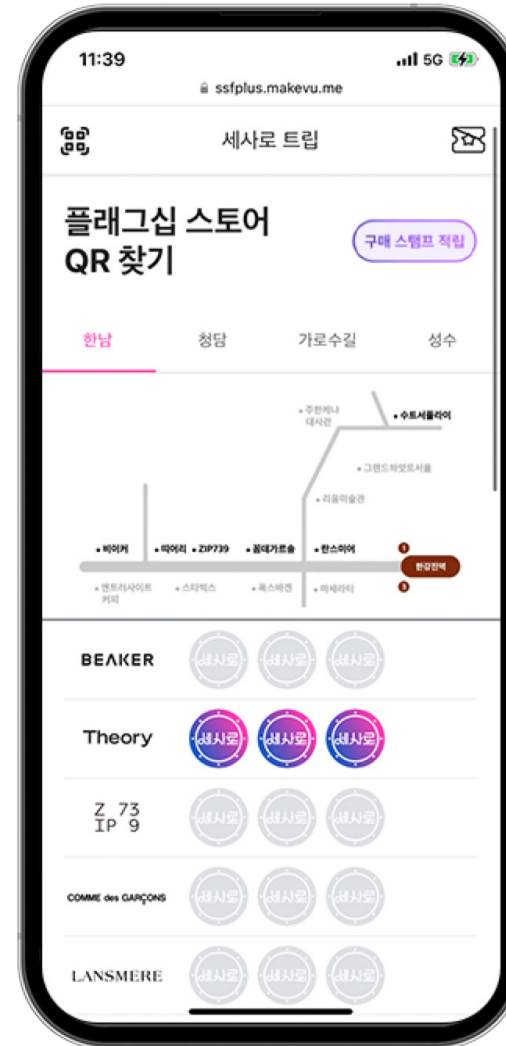 11:39
5G
ssfplus.makevu.me
세사로 트립
플래그십 스토어
QR 찾기
구매 스탬프 적립
한남
청담
가로수길
성수
주한케냐
대사관
수트서플라이
그랜드하얏트서울
리움미술관
비이커
띠어리
ZIP739
꼼데가르송
란스미어
1
한강진역
앤트러사이트
커피
스타벅스
폭스바겐
마세라티
3
BEAKER
세사로 세사로 세사로
Theory
세사로 세사로 세사로
Z 73
IP 9
세사로 세사로 세사로
COMME des GARÇONS
세사로 세사로 세사로
LANSMERE
세사로 세사로 세사로